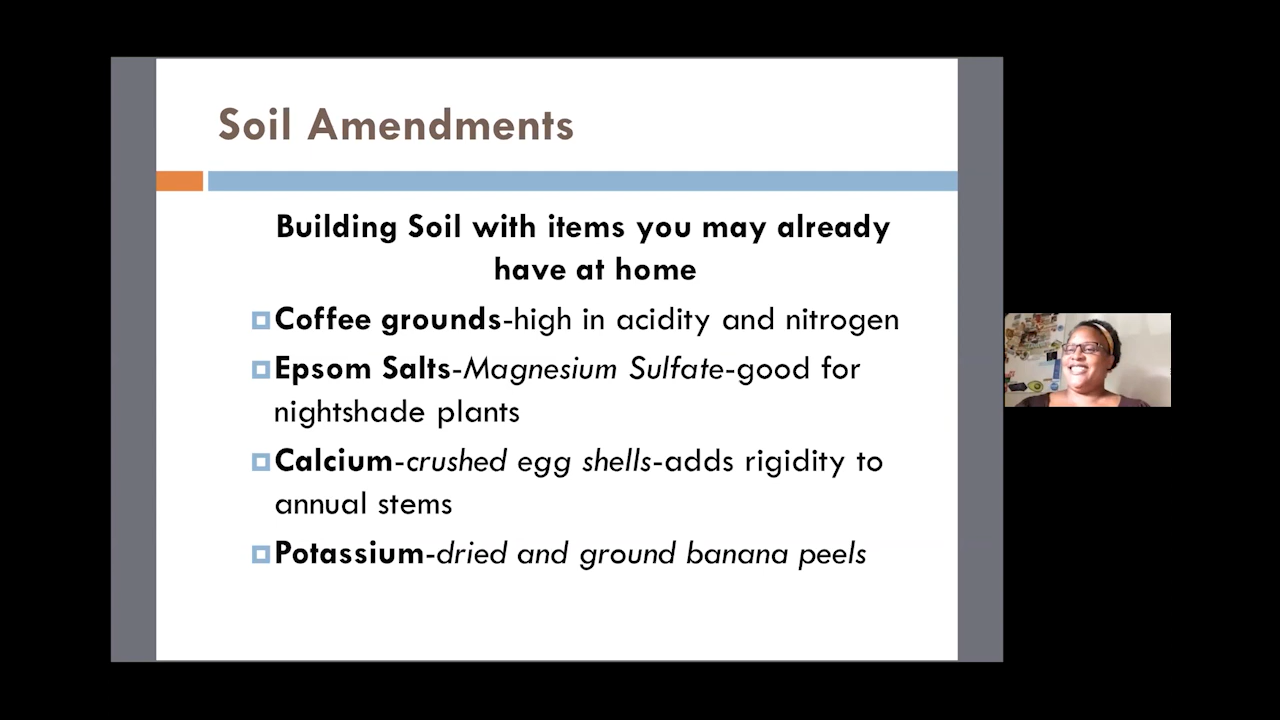 Soil Amendments
Building Soil with items you may already
have at home
Coffee grounds-high in acidity and nitrogen
Epsom Salts-Magnesium Sulfate-good for
nightshade plants
Calcium-crushed egg shells-adds rigidity to
annual stems
Potassium-dried and ground banana peels